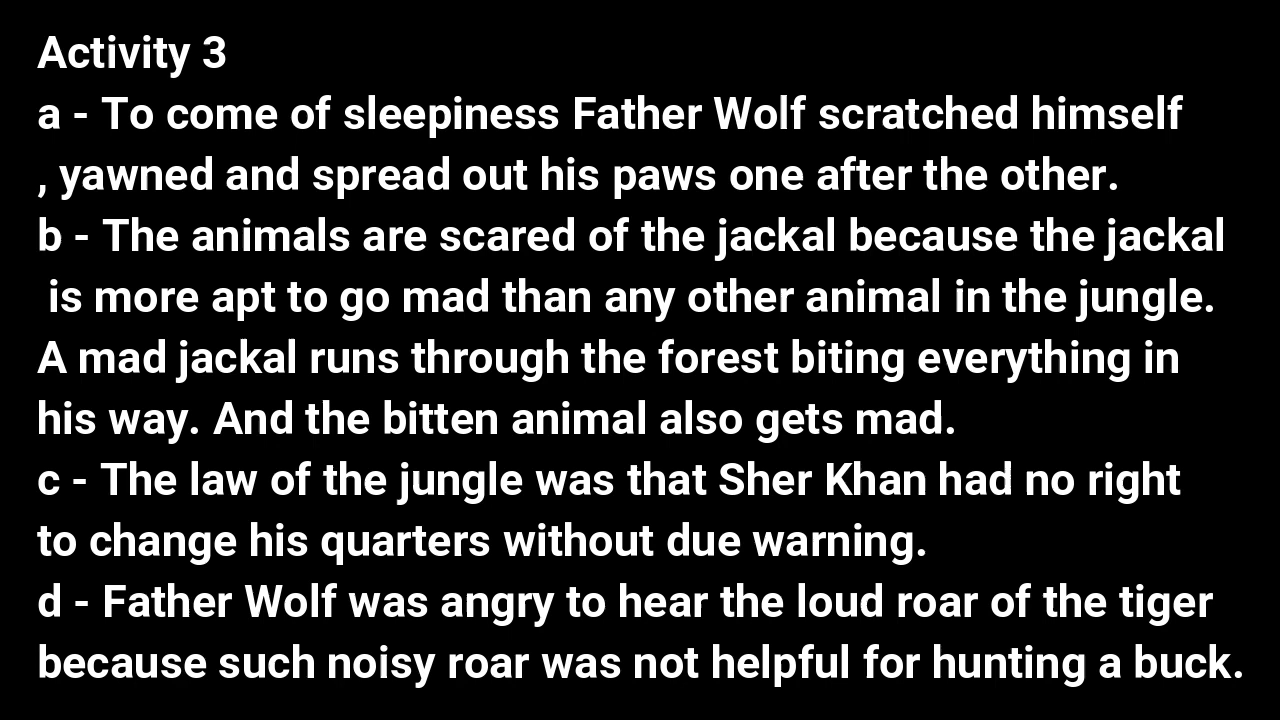 Activity 3
a - To come of sleepiness Father Wolf scratched himself
, yawned and spread out his paws one after the other.
b - The animals are scared of the jackal because the jackal
is more apt to go mad than any other animal in the jungle.
A mad jackal runs through the forest biting everything in
his way. And the bitten animal also gets mad.
c - The law of the jungle was that Sher Khan had no right
to change his quarters without due warning.
d - Father Wolf was angry to hear the loud roar of the tiger
because such noisy roar was not helpful for hunting a buck.